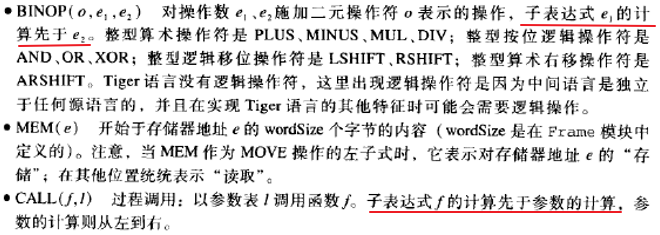 • BINOP(o,e₁,e₂) 对操作数 e₁、e₂施加二元操作符 o 表示的操作,子表达式 e₁的计
算先于 e₂。整型算术操作符是 PLUS、MINUS、MUL、DIV;整型按位逻辑操作符是
AND、OR、XOR;整型逻辑移位操作符是 LSHIFT、RSHIFT;整型算术右移操作符是
ARSHIFT。Tiger 语言没有逻辑操作符,这里出现逻辑操作符是因为中间语言是独立
于任何源语言的,并且在实现 Tiger 语言的其他特征时可能会需要逻辑操作。
• MEM(e) 开始于存储器地址 e 的 wordSize 个字节的内容(wordSize 是在 Frame 模块中
定义的)。注意,当 MEM 作为 MOVE 操作的左子式时,它表示对存储器地址 e 的“存
储”;在其他位置统统表示“读取”。
• CALL(f,l) 过程调用:以参数表 l 调用函数 f。子表达式 f 的计算先于参数的计算,参
数的计算则从左到右。